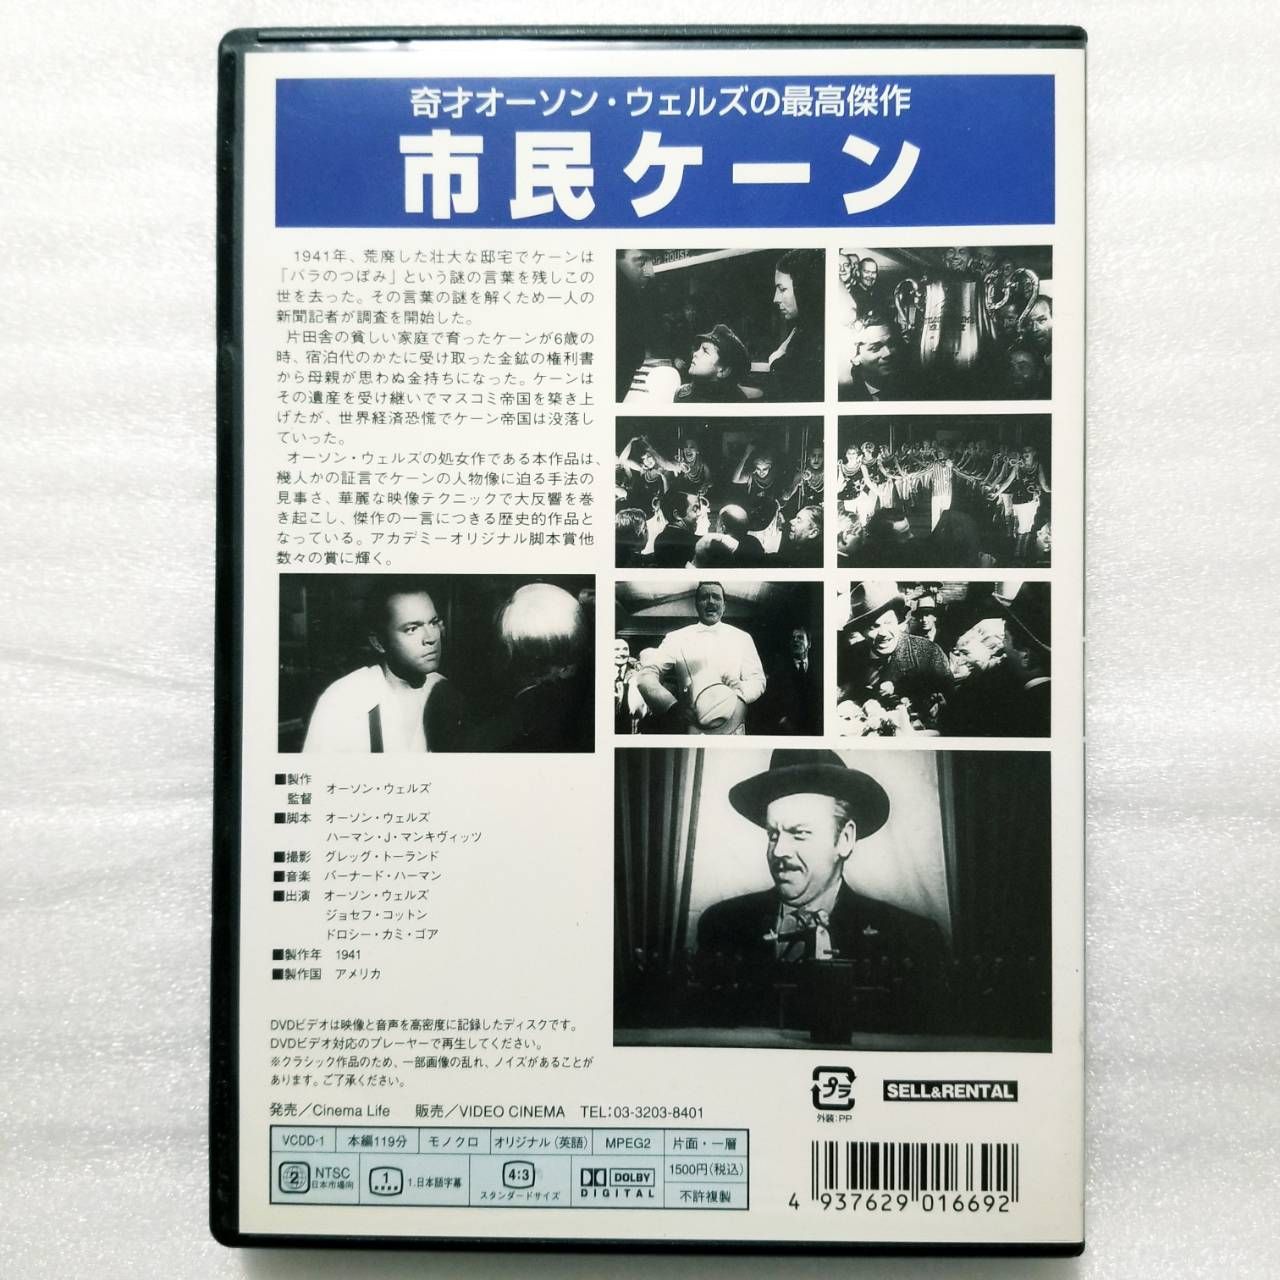 奇才オーソン・ウェルズの最高傑作
市民ケーン
1941年、荒廃した壮大な邸宅でケーンは
「バラのつぼみ」という謎の言葉を残しこの
世を去った。その言葉の謎を解くため一人の
新聞記者が調査を開始した。
片田舎の貧しい家庭で育ったケーンが6歳の
時、宿泊代のかたに受け取った金鉱の権利書
から母親が思わぬ金持ちになった。ケーンは
その遺産を受け継いでマスコミ帝国を築き上
げたが、世界経済恐慌でケーン帝国は没落し
ていった。
オーソン・ウェルズの処女作である本作品は、
幾人かの証言でケーンの人物像に迫る手法の
見事さ、華麗な映像テクニックで大反響を巻
き起こし、傑作の一言につきる歴史的作品と
なっている。アカデミーオリジナル脚本賞他
数々の賞に輝く。
HOUSE
■製作
監督 オーソン・ウェルズ
■脚本 オーソン・ウェルズ
ハーマン・J・マンキヴィッツ
■撮影 グレッグ・トーランド
■音楽 バーナード・ハーマン
■出演 オーソン・ウェルズ
ジョセフ・コットン
ドロシー・カミ・ゴア
■製作年 1941
■製作国 アメリカ
DVDビデオは映像と音声を高密度に記録したディスクです。
DVDビデオ対応のプレーヤーで再生してください。
※クラシック作品のため、一部画像の乱れ、ノイズがあることが
あります。ご了承ください。
発売／Cinema Life 販売／VIDEO CINEMA TEL:03-3203-8401
プラ
外装:PP
SELL&RENTAL
VCDD-1 本編119分 モノクロ オリジナル(英語) MPEG2 片面・一層
2 NTSC 日本市場向
1 1.日本語字幕
4:3 スタンダードサイズ
DOLBY DIGITAL
1500円(税込)
不許複製
4 937629 016692